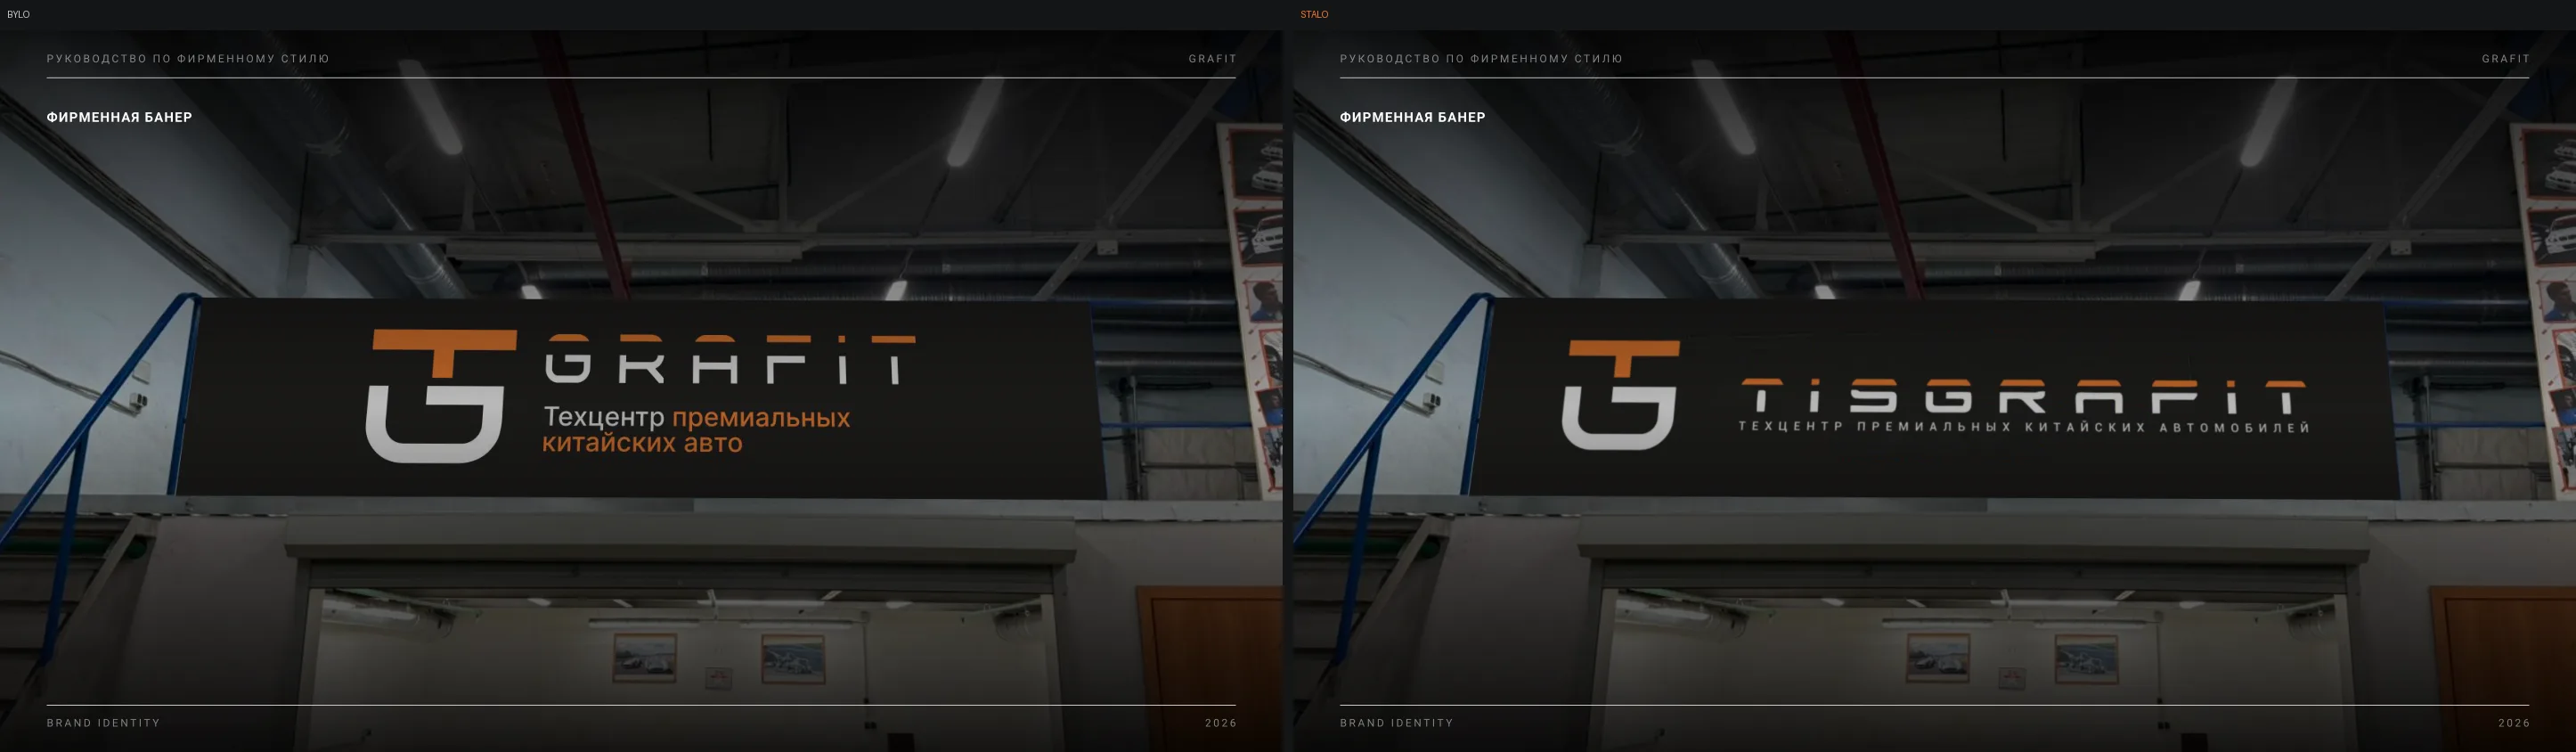 BYLO
РУКОВОДСТВО ПО ФИРМЕННОМУ СТИЛЮ
GRAFIT
ФИРМЕННАЯ БАНЕР
GRAFiT
Техцентр премиальных
китайских авто
BRAND IDENTITY
2026
STALO
РУКОВОДСТВО ПО ФИРМЕННОМУ СТИЛЮ
GRAFIT
ФИРМЕННАЯ БАНЕР
TiSGRAFiT
ТЕХЦЕНТР ПРЕМИАЛЬНЫХ КИТАЙСКИХ АВТОМОБИЛЕЙ
BRAND IDENTITY
2026